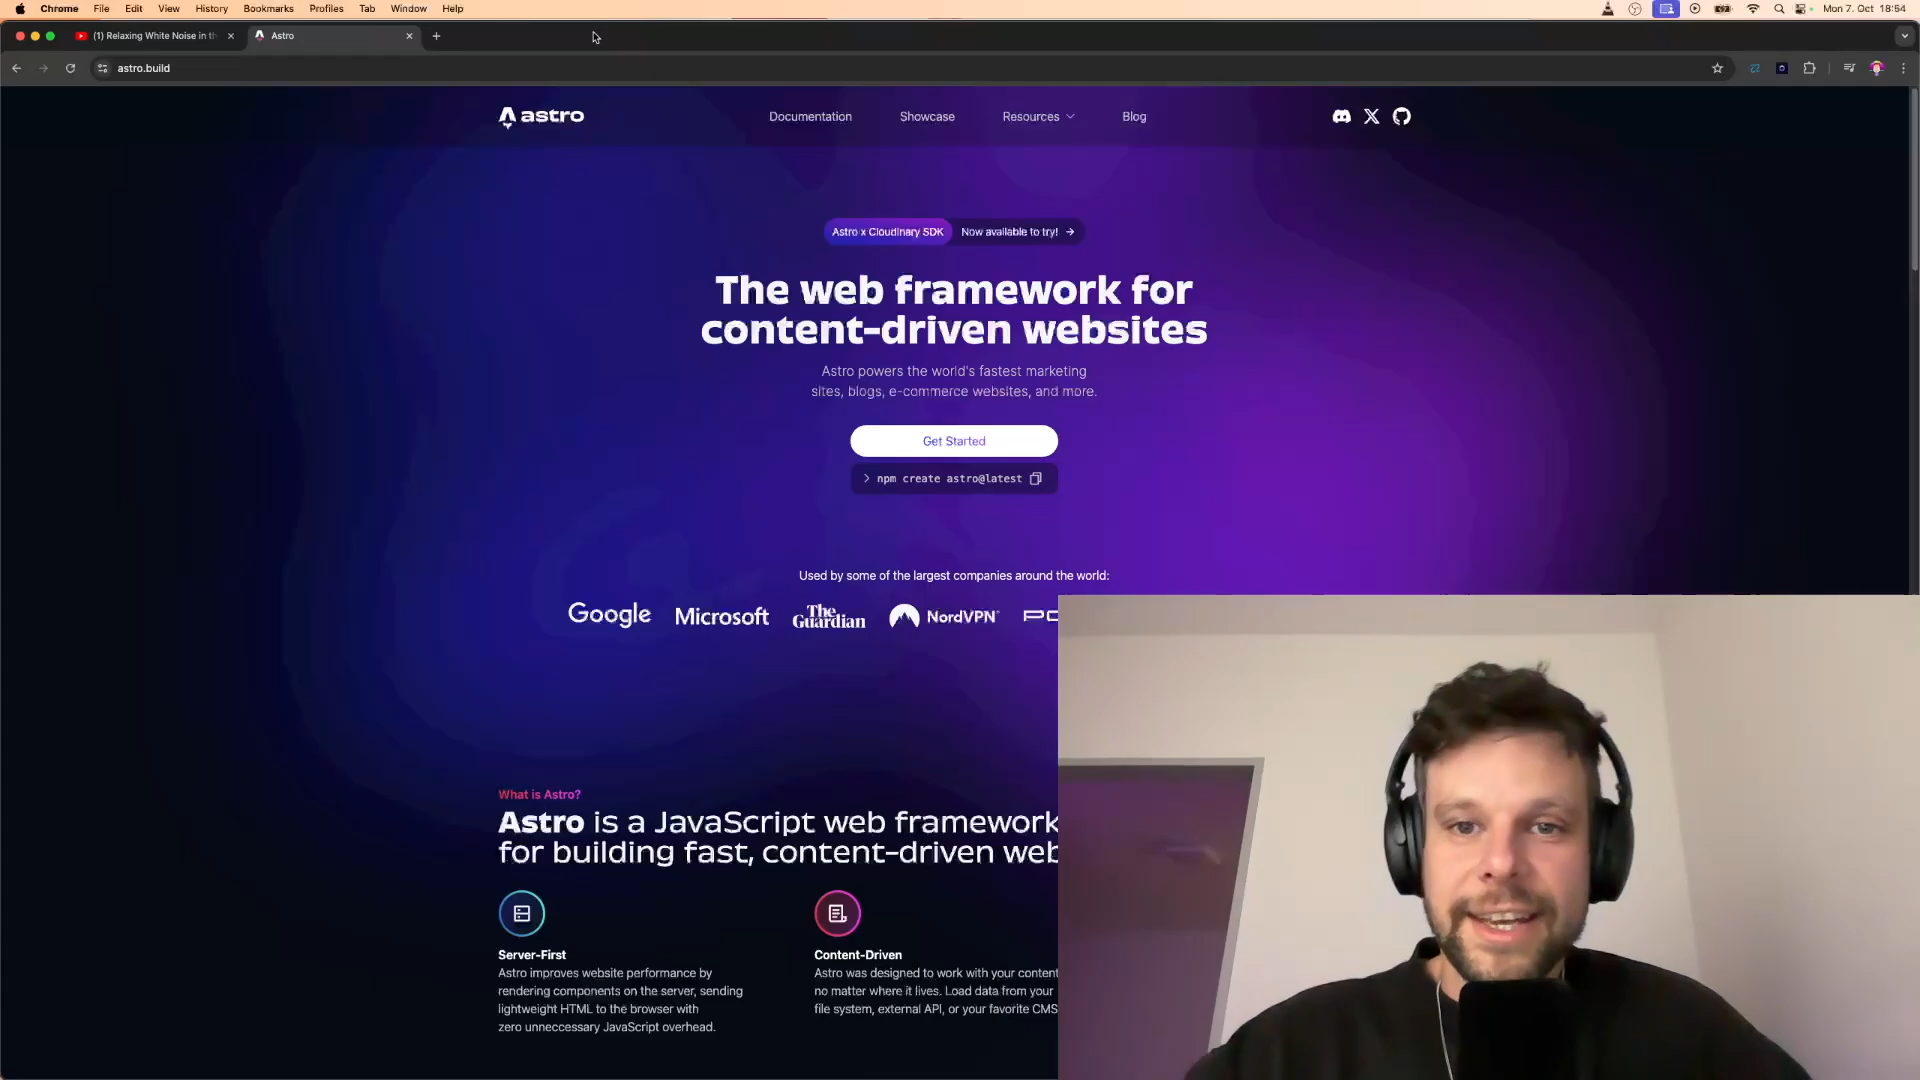 Chrome File Edit View History Bookmarks Profiles Tab Window Help Mon 7. Oct 18:54
(1) Relaxing White Noise in th
Astro
astro.build
astro
Documentation Showcase Resources Blog
Astro x Cloudinary SDK Now available to try! →
The web framework for
content-driven websites
Astro powers the world's fastest marketing
sites, blogs, e-commerce websites, and more.
Get Started
> npm create astro@latest
Used by some of the largest companies around the world:
Google Microsoft The Guardian NordVPN®
What is Astro?
Astro is a JavaScript web framework
for building fast, content-driven web
Server-First
Astro improves website performance by
rendering components on the server, sending
lightweight HTML to the browser with
zero unneccessary JavaScript overhead.
Content-Driven
Astro was designed to work with your content
no matter where it lives. Load data from your
file system, external API, or your favorite CMS